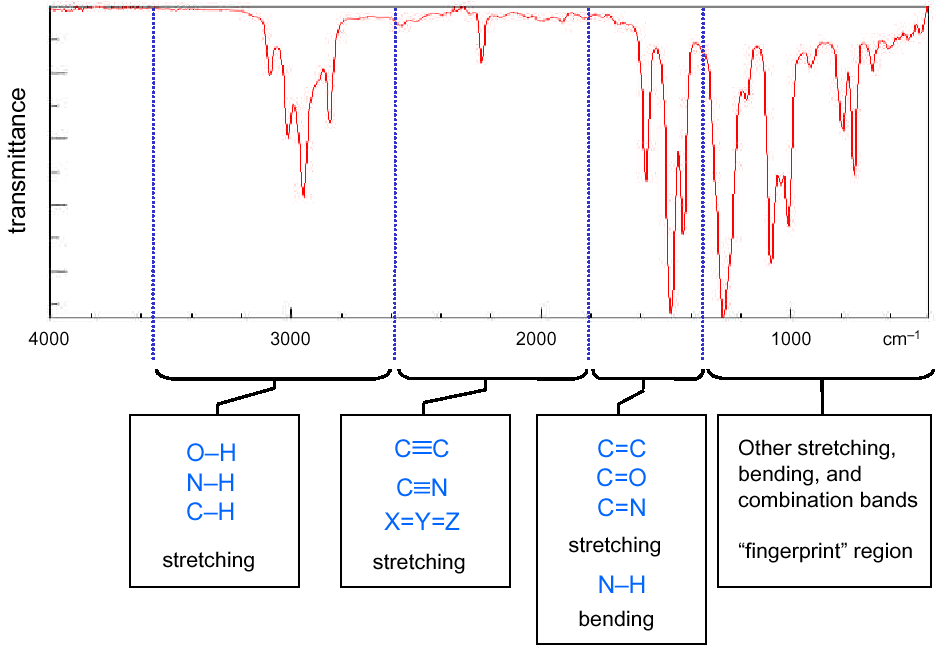 transmittance
4000
3000
2000
1000
cm⁻¹
O–H
N–H
C–H
stretching
C≡C
C≡N
X=Y=Z
stretching
C=C
C=O
C=N
stretching
N–H
bending
Other stretching,
bending, and
combination bands
“fingerprint” region